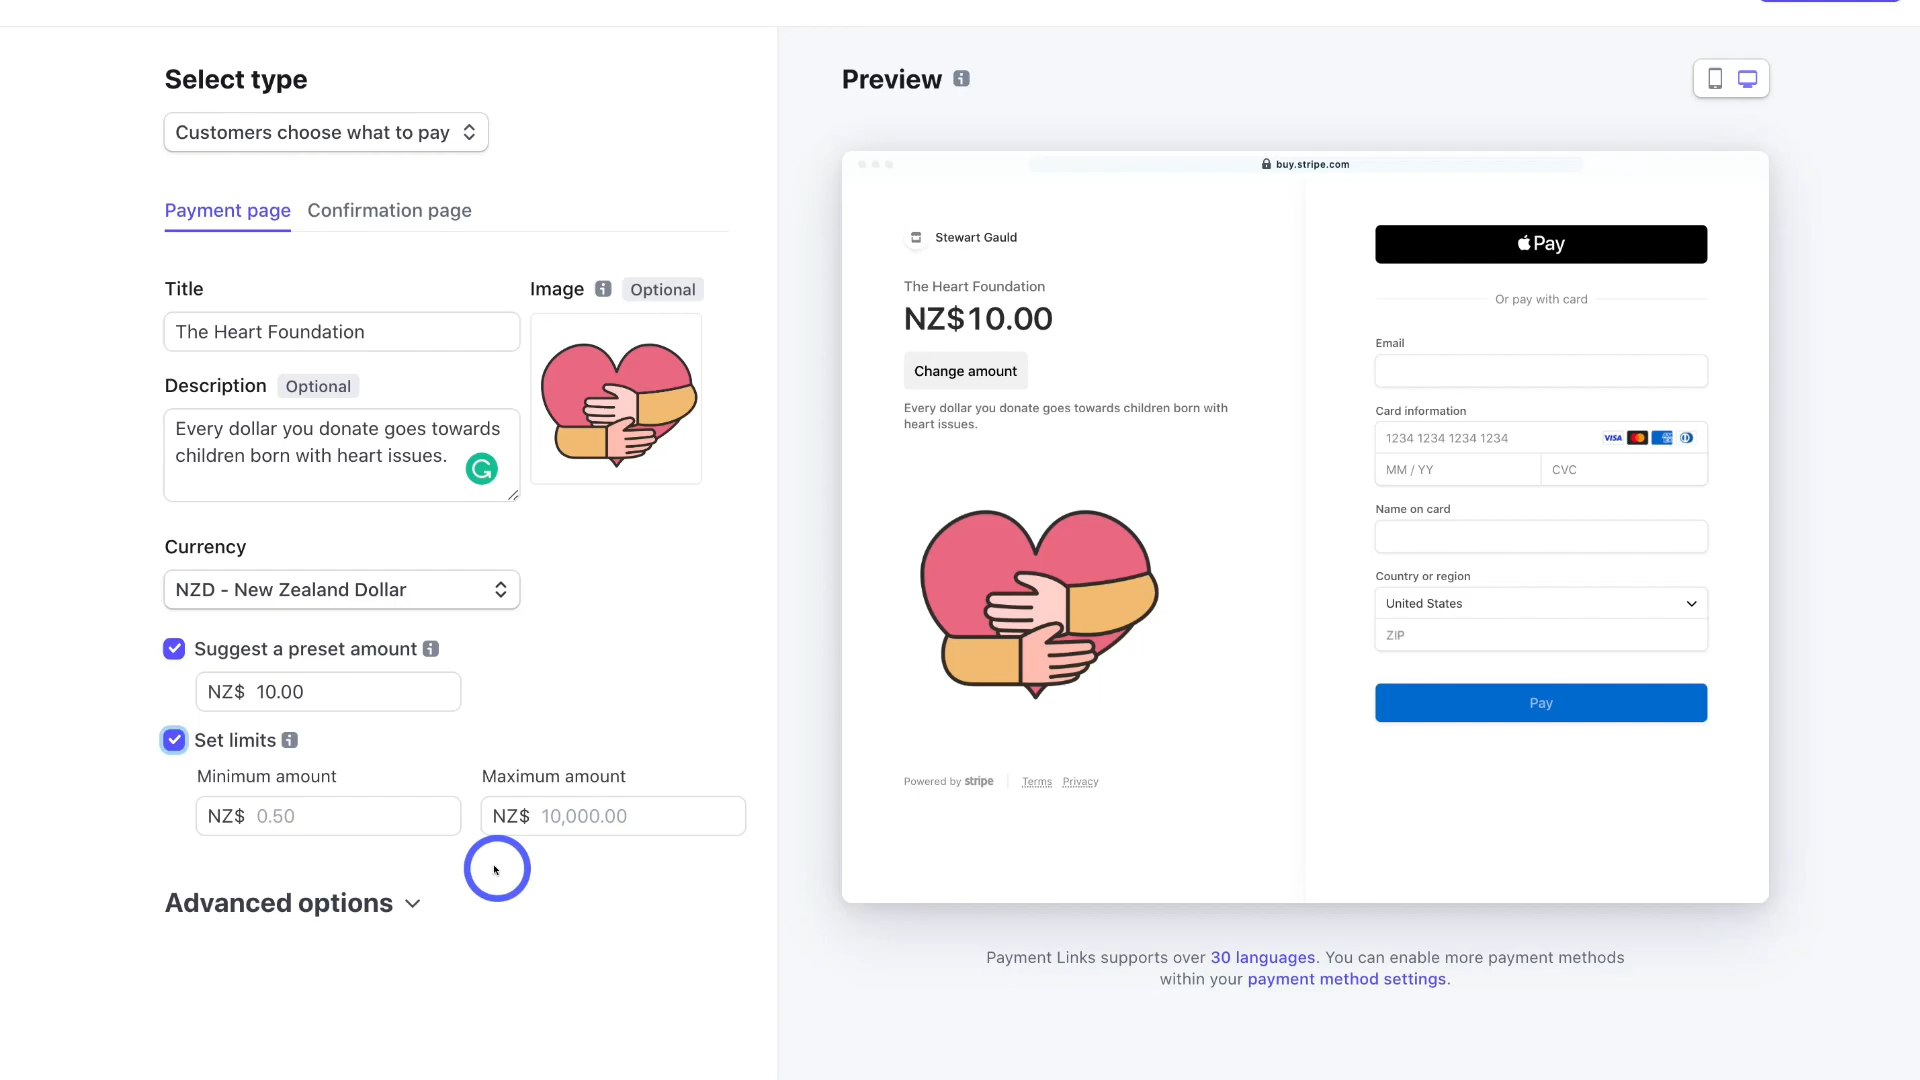 Select type
Customers choose what to pay
Payment page
Confirmation page
Title
Image
Optional
The Heart Foundation
Description
Optional
Every dollar you donate goes towards
children born with heart issues.
Currency
NZD - New Zealand Dollar
Suggest a preset amount
NZ$ 10.00
Set limits
Minimum amount
Maximum amount
NZ$ 0.50
NZ$ 10,000.00
Advanced options
Preview
buy.stripe.com
Stewart Gauld
The Heart Foundation
NZ$10.00
Change amount
Every dollar you donate goes towards children born with
heart issues.
Powered by stripe
Terms
Privacy
Pay
Or pay with card
Email
Card information
1234 1234 1234 1234
VISA
MM / YY
CVC
Name on card
Country or region
United States
ZIP
Pay
Payment Links supports over 30 languages. You can enable more payment methods
within your payment method settings.